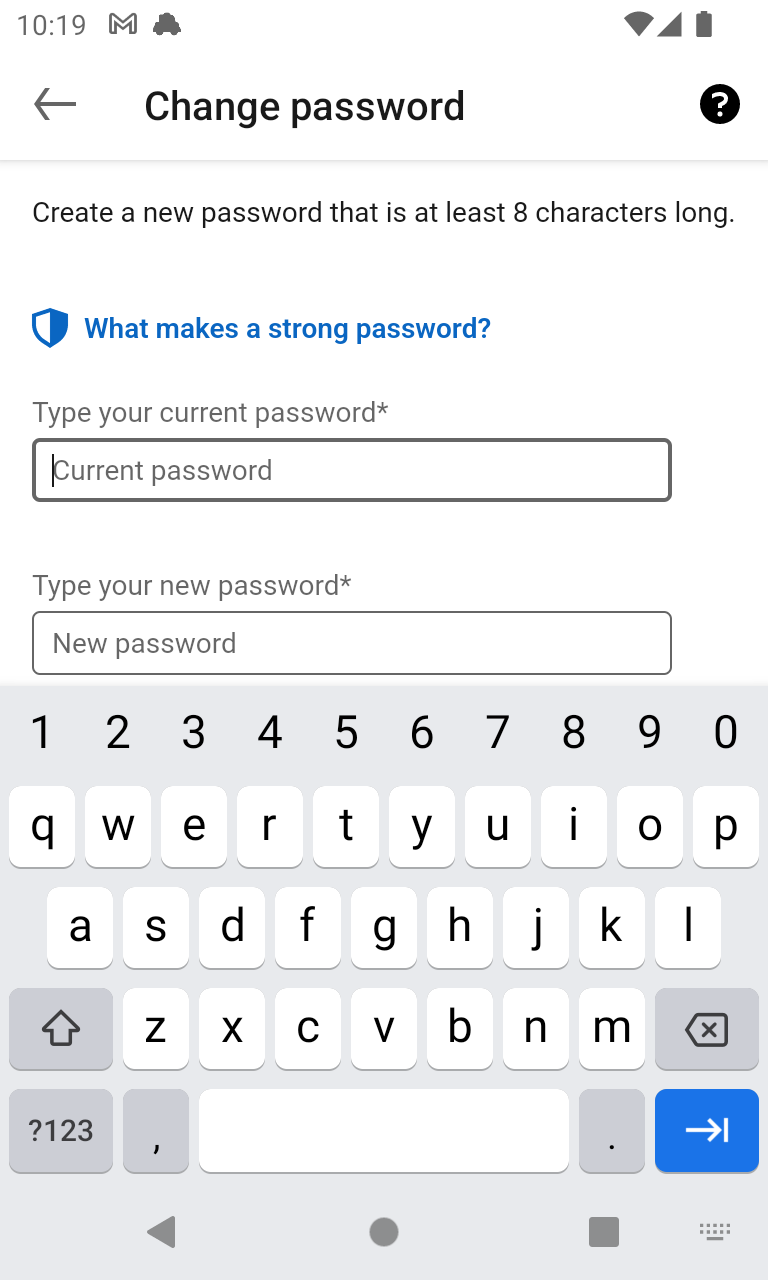 10:19
Change password
Create a new password that is at least 8 characters long.
What makes a strong password?
Type your current password*
Current password
Type your new password*
New password
1 2 3 4 5 6 7 8 9 0
q w e r t y u i o p
a s d f g h j k l
z x c v b n m
?123 , .